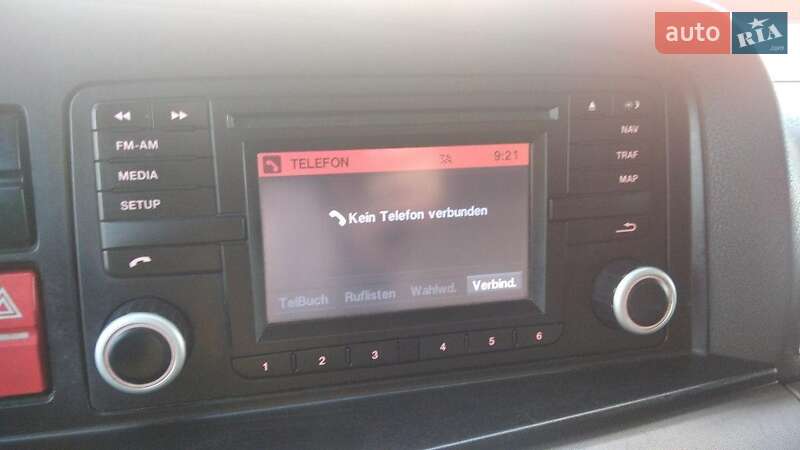 auto RIA
.com
FM-AM
MEDIA
SETUP
NAV
TRAF
MAP
TELEFON TA 9:21
Kein Telefon verbunden
TelBuch Ruflisten Wahlwd. Verbind.
1 2 3 4 5 6